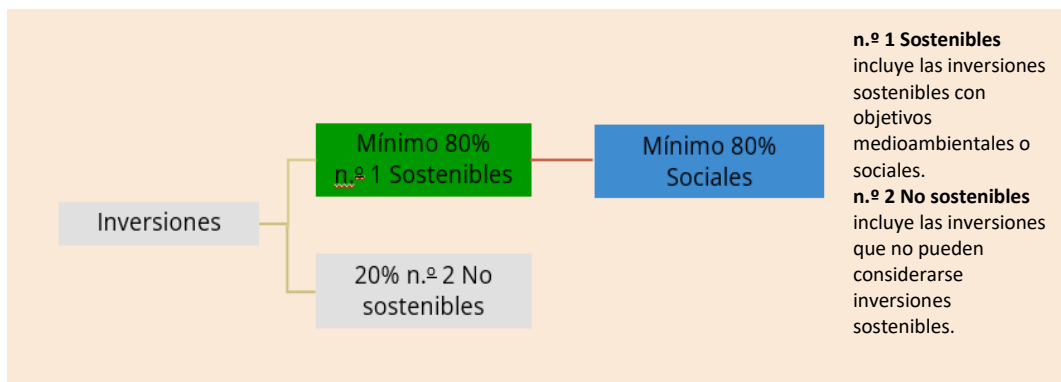 Inversiones
Mínimo 80%
n.º 1 Sostenibles
Mínimo 80%
Sociales
20% n.º 2 No
sostenibles
n.º 1 Sostenibles
incluye las inversiones
sostenibles con
objetivos
medioambientales o
sociales.
n.º 2 No sostenibles
incluye las inversiones
que no pueden
considerarse
inversiones
sostenibles.